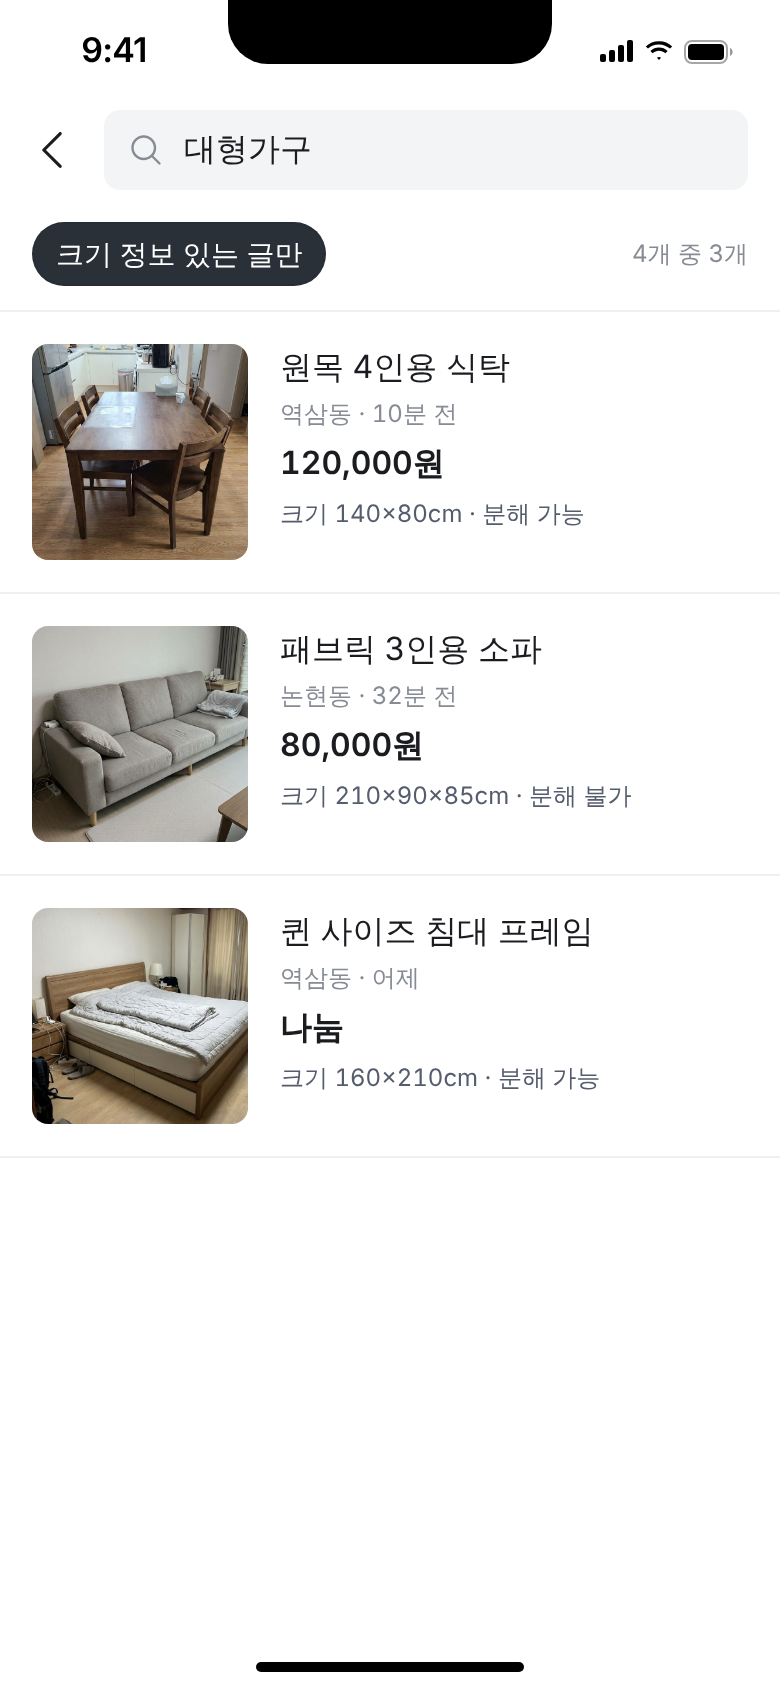 9:41
대형가구
크기 정보 있는 글만
4개 중 3개
원목 4인용 식탁
역삼동 · 10분 전
120,000원
크기 140×80cm · 분해 가능
패브릭 3인용 소파
논현동 · 32분 전
80,000원
크기 210×90×85cm · 분해 불가
퀸 사이즈 침대 프레임
역삼동 · 어제
나눔
크기 160×210cm · 분해 가능